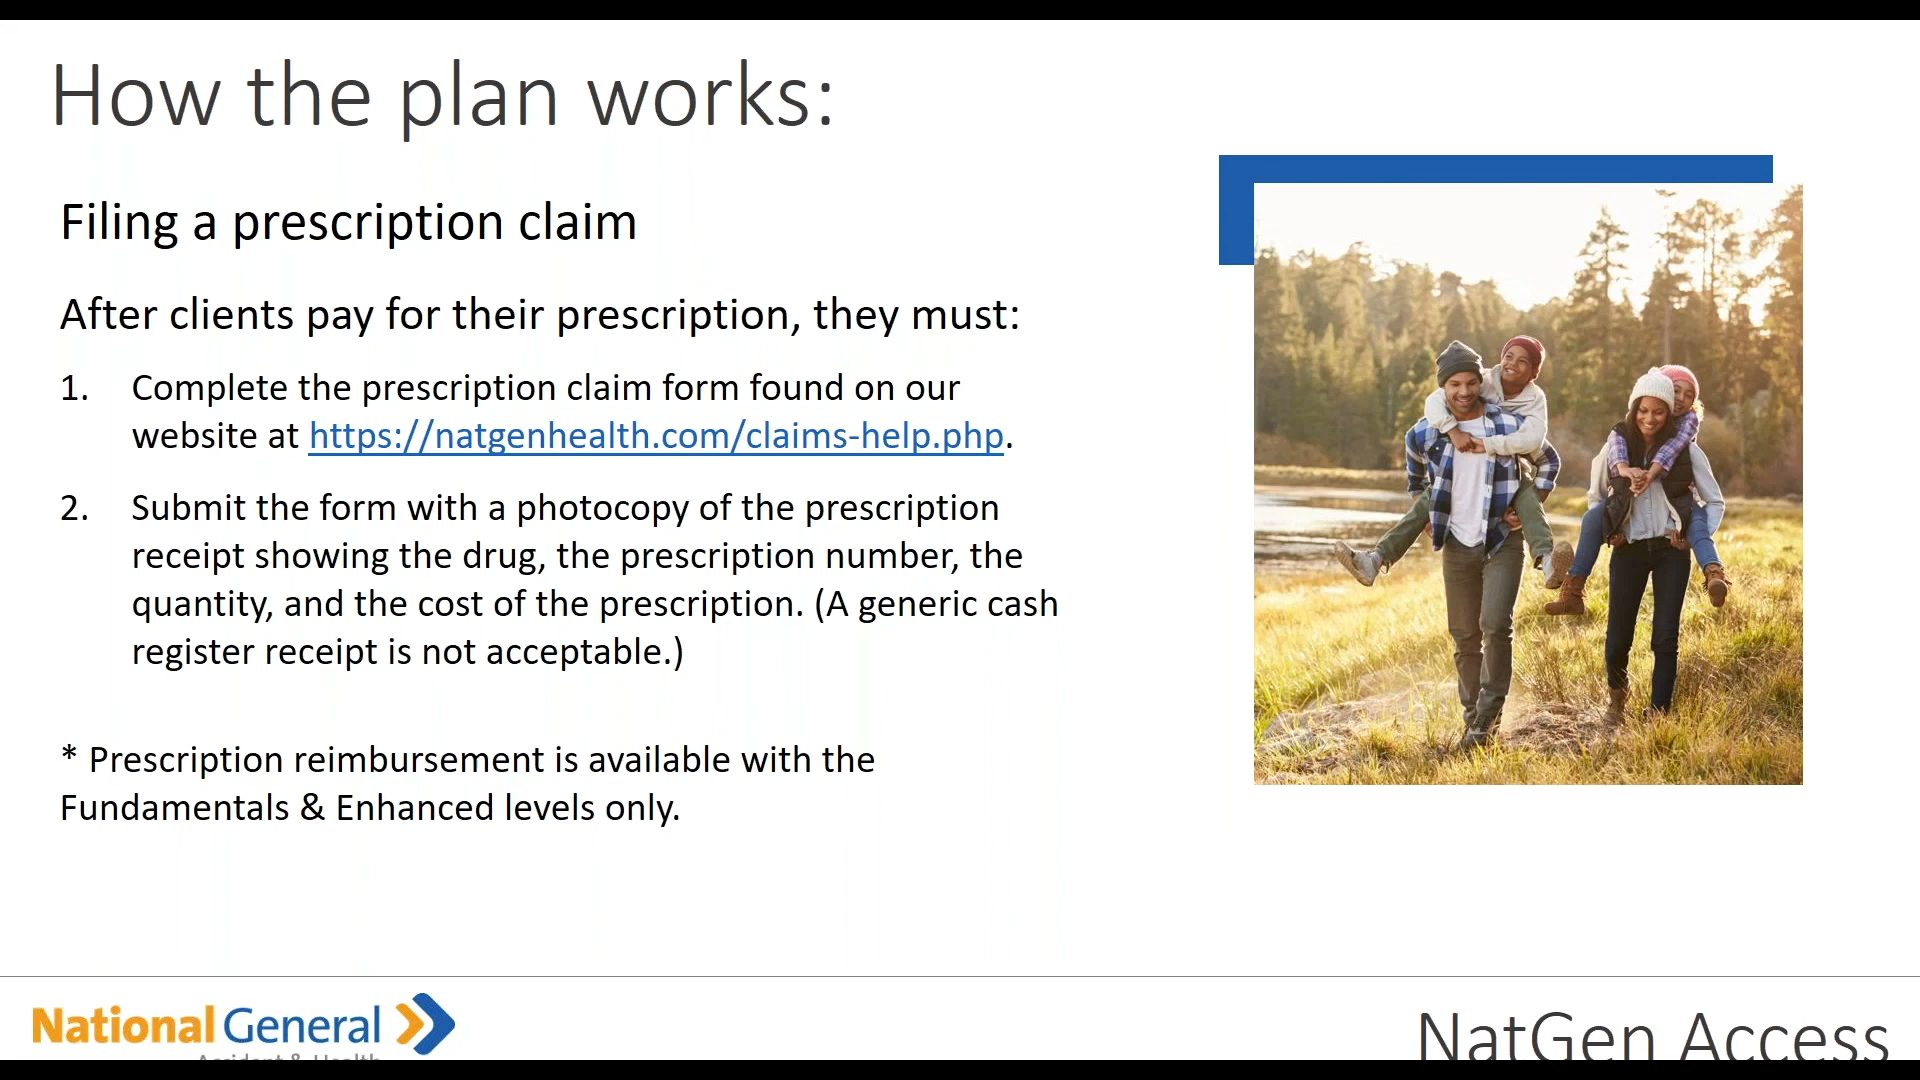 How the plan works:
Filing a prescription claim
After clients pay for their prescription, they must:
1. Complete the prescription claim form found on our
website at https://natgenhealth.com/claims-help.php.
2. Submit the form with a photocopy of the prescription
receipt showing the drug, the prescription number, the
quantity, and the cost of the prescription. (A generic cash
register receipt is not acceptable.)
* Prescription reimbursement is available with the
Fundamentals & Enhanced levels only.
National General
Accident & Health
NatGen Access